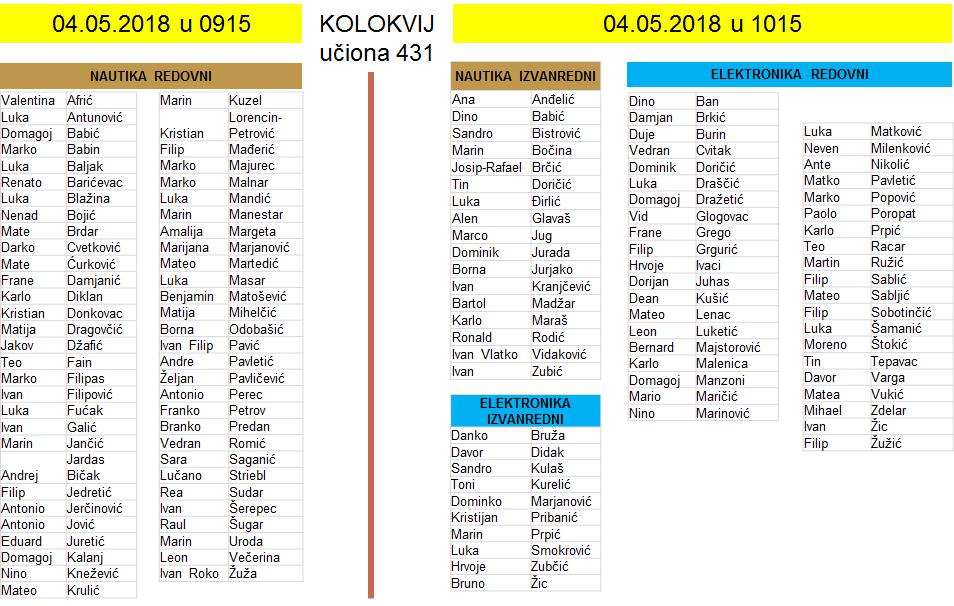 04.05.2018 u 0915
KOLOKVIJ
učiona 431
04.05.2018 u 1015
NAUTIKA REDOVNI
Valentina Afrić
Luka Antunović
Domagoj Babić
Marko Babin
Luka Baljak
Renato Barićevac
Luka Blažina
Nenad Bojić
Mate Brdar
Darko Cvetković
Mate Ćurković
Frane Damjanić
Karlo Diklan
Kristian Donkovac
Matija Dragovčić
Jakov Džafić
Teo Fain
Marko Filipas
Ivan Filipović
Luka Fućak
Ivan Galić
Marin Jančić
Jardas
Andrej Bičak
Filip Jedretić
Antonio Jerčinović
Antonio Jović
Eduard Juretić
Domagoj Kalanj
Nino Knežević
Mateo Krulić
Marin Kuzel
Lorencin-
Kristian Petrović
Filip Mađerić
Marko Majurec
Marko Malnar
Luka Mandić
Marin Manestar
Amalija Margeta
Marijana Marjanović
Mateo Martedić
Luka Masar
Benjamin Matošević
Matija Mihelčić
Borna Odobašić
Ivan Filip Pavić
Andre Pavletić
Željan Pavličević
Antonio Perec
Franko Petrov
Branko Predan
Vedran Romić
Sara Saganić
Lučano Striebl
Rea Sudar
Ivan Šerepec
Raul Šugar
Marin Uroda
Leon Večerina
Ivan Roko Žuža
NAUTIKA IZVANREDNI
Ana Anđelić
Dino Babić
Sandro Bistrović
Marin Bočina
Josip-Rafael Brčić
Tin Doričić
Luka Đirlić
Alen Glavaš
Marco Jug
Dominik Jurada
Borna Jurjako
Ivan Kranjčević
Bartol Madžar
Karlo Maraš
Ronald Rodić
Ivan Vlatko Vidaković
Ivan Zubić
ELEKTRONIKA
IZVANREDNI
Danko Bruža
Davor Didak
Sandro Kulaš
Toni Kurelić
Dominko Marjanović
Kristijan Pribanić
Marin Prpić
Luka Smokrović
Hrvoje Zubčić
Bruno Žic
ELEKTRONIKA REDOVNI
Dino Ban
Damjan Brkić
Duje Burin
Vedran Cvitak
Dominik Doričić
Luka Draščić
Domagoj Dražetić
Vid Glogovac
Frane Grego
Filip Grgurić
Hrvoje Ivaci
Dorijan Juhas
Dean Kušić
Mateo Lenac
Leon Luketić
Bernard Majstorović
Karlo Malenica
Domagoj Manzoni
Mario Maričić
Nino Marinović
Luka Matković
Neven Milenković
Ante Nikolić
Matko Pavletić
Marko Popović
Paolo Poropat
Karlo Prpić
Teo Racar
Martin Ružić
Filip Sablić
Mateo Sabljić
Filip Sobotinčić
Luka Šamanić
Moreno Štokić
Tin Tepavac
Davor Varga
Matea Vukić
Mihael Zdelar
Ivan Žic
Filip Žužić